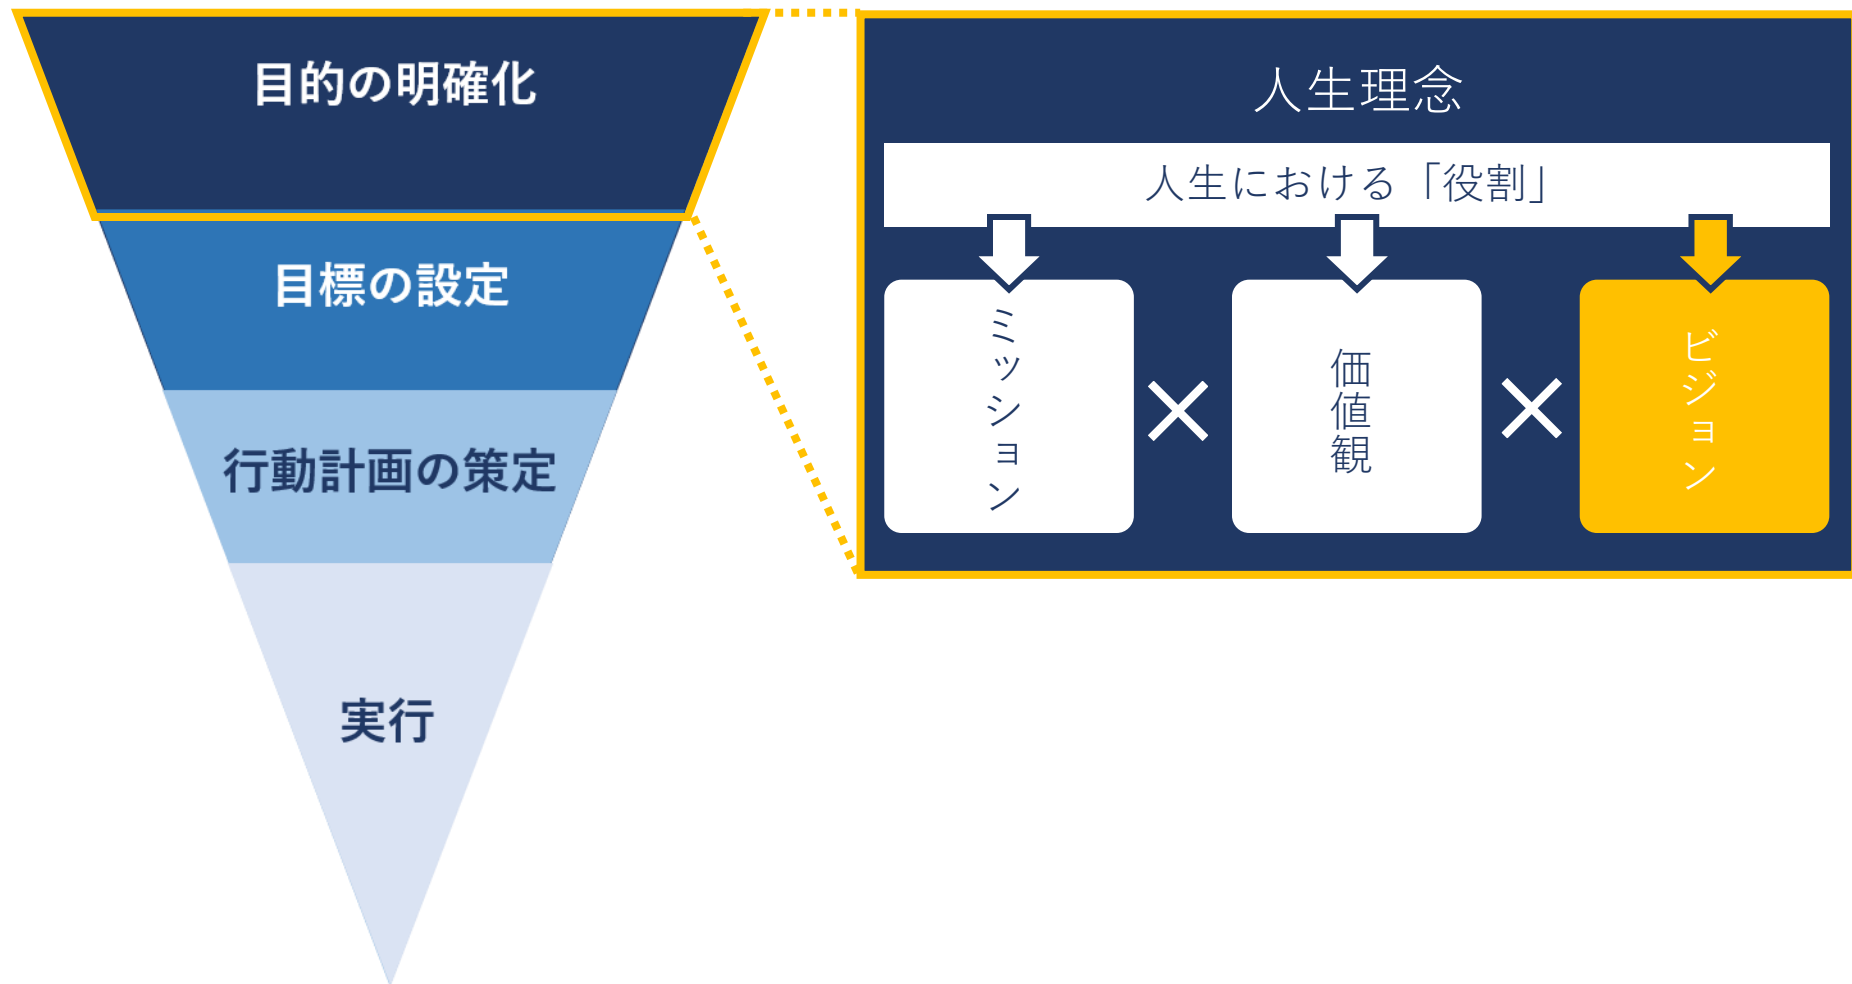 目的の明確化
目標の設定
行動計画の策定
実行
人生理念
人生における「役割」
ミッション
×
価値観
×
ビジョン